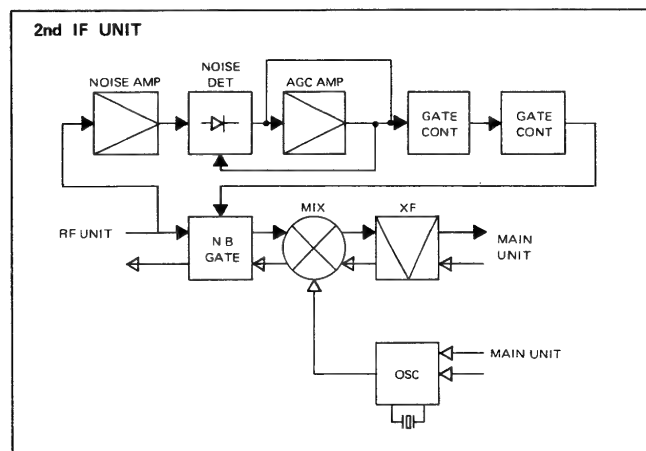 2nd IF UNIT
NOISE AMP
NOISE
DET
AGC AMP
GATE
CONT
GATE
CONT
RF UNIT
N B
GATE
MIX
XF
MAIN
UNIT
OSC
MAIN UNIT